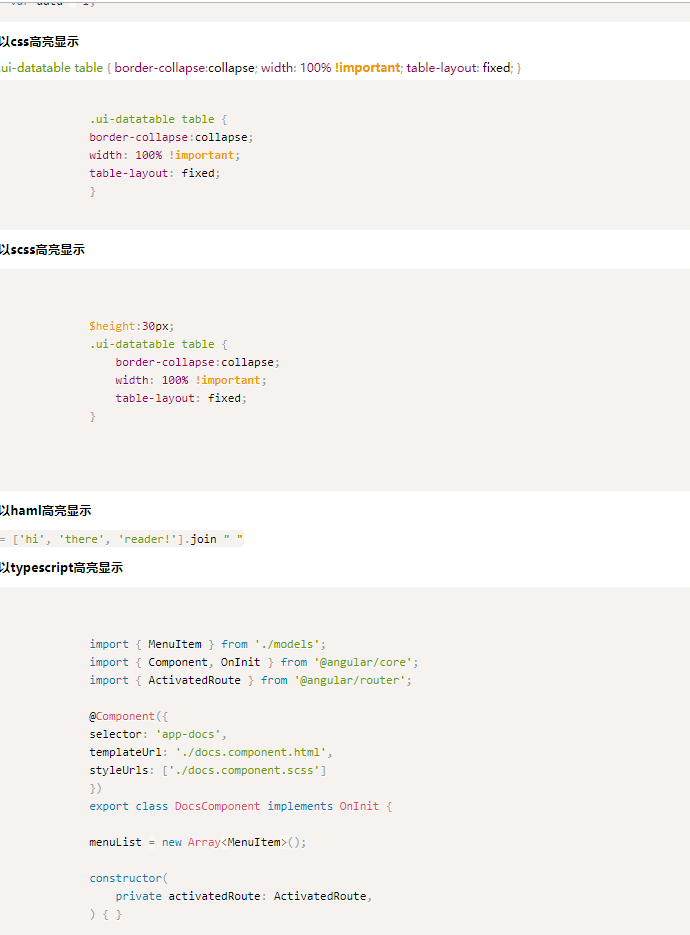 以css高亮显示
ui-datatable table { border-collapse:collapse; width: 100% !important; table-layout: fixed; }
.ui-datatable table {
border-collapse:collapse;
width: 100% !important;
table-layout: fixed;
}
以scss高亮显示
$height:30px;
.ui-datatable table {
    border-collapse:collapse;
    width: 100% !important;
    table-layout: fixed;
}
以haml高亮显示
= ['hi', 'there', 'reader!'].join " "
以typescript高亮显示
import { MenuItem } from './models';
import { Component, OnInit } from '@angular/core';
import { ActivatedRoute } from '@angular/router';
@Component({
selector: 'app-docs',
templateUrl: './docs.component.html',
styleUrls: ['./docs.component.scss']
})
export class DocsComponent implements OnInit {
menuList = new Array<MenuItem>();
constructor(
    private activatedRoute: ActivatedRoute,
) { }